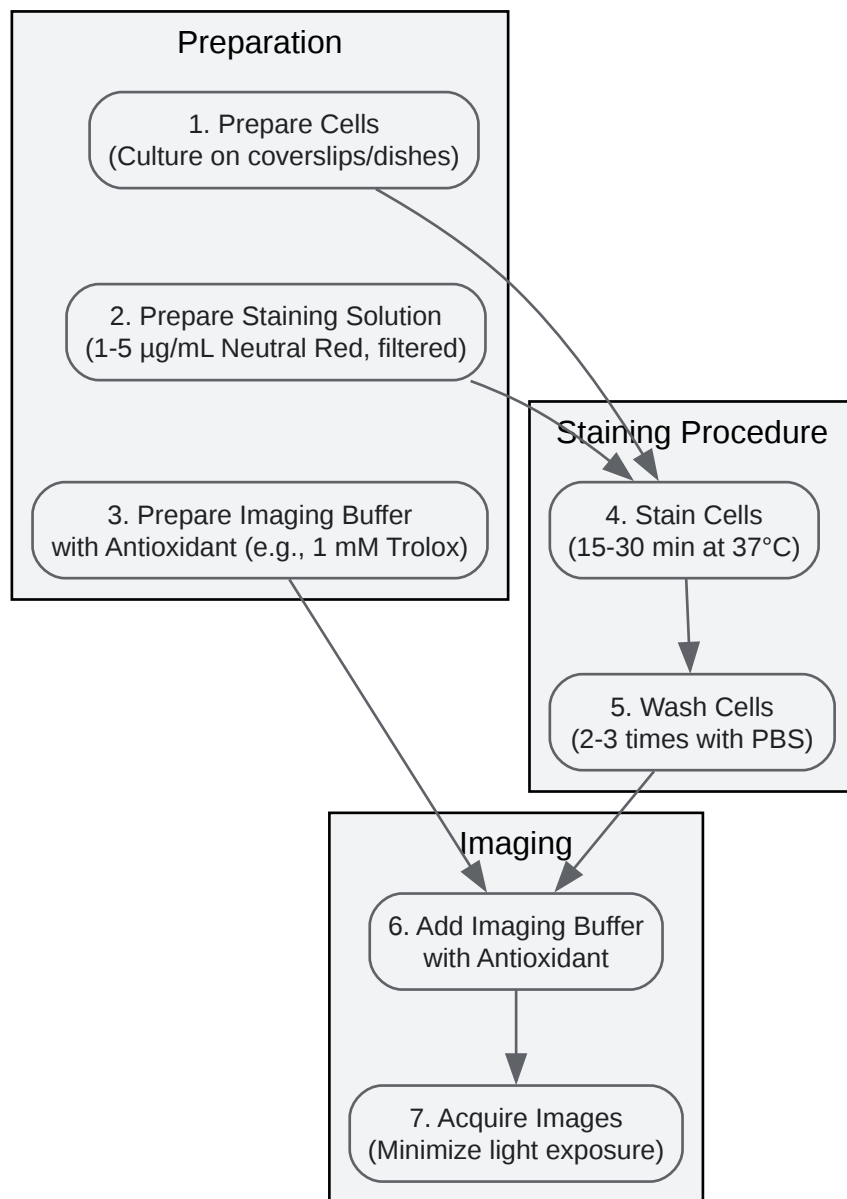 Preparation
1. Prepare Cells
(Culture on coverslips/dishes)
2. Prepare Staining Solution
(1-5 µg/mL Neutral Red, filtered)
3. Prepare Imaging Buffer
with Antioxidant (e.g., 1 mM Trolox)
Staining Procedure
4. Stain Cells
(15-30 min at 37°C)
5. Wash Cells
(2-3 times with PBS)
Imaging
6. Add Imaging Buffer
with Antioxidant
7. Acquire Images
(Minimize light exposure)